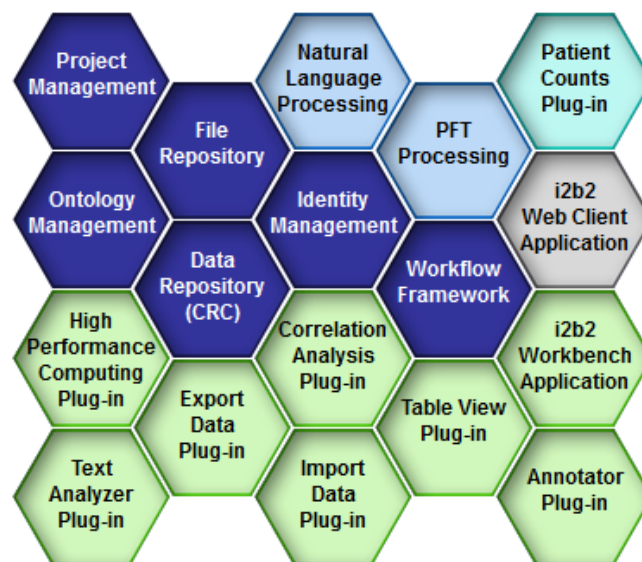 Project
Management
Natural
Language
Processing
Patient
Counts
Plug-in
File
Repository
PFT
Processing
Ontology
Management
Identity
Management
i2b2
Web Client
Application
Data
Repository
(CRC)
Workflow
Framework
High
Performance
Computing
Plug-in
Correlation
Analysis
Plug-in
i2b2
Workbench
Application
Export
Data
Plug-in
Table View
Plug-in
Text
Analyzer
Plug-in
Import
Data
Plug-in
Annotator
Plug-in